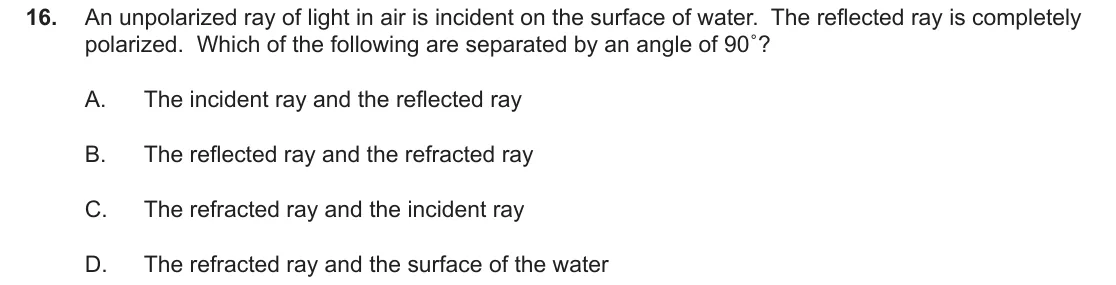 16. An unpolarized ray of light in air is incident on the surface of water. The reflected ray is completely
polarized. Which of the following are separated by an angle of 90˚?
A. The incident ray and the reflected ray
B. The reflected ray and the refracted ray
C. The refracted ray and the incident ray
D. The refracted ray and the surface of the water